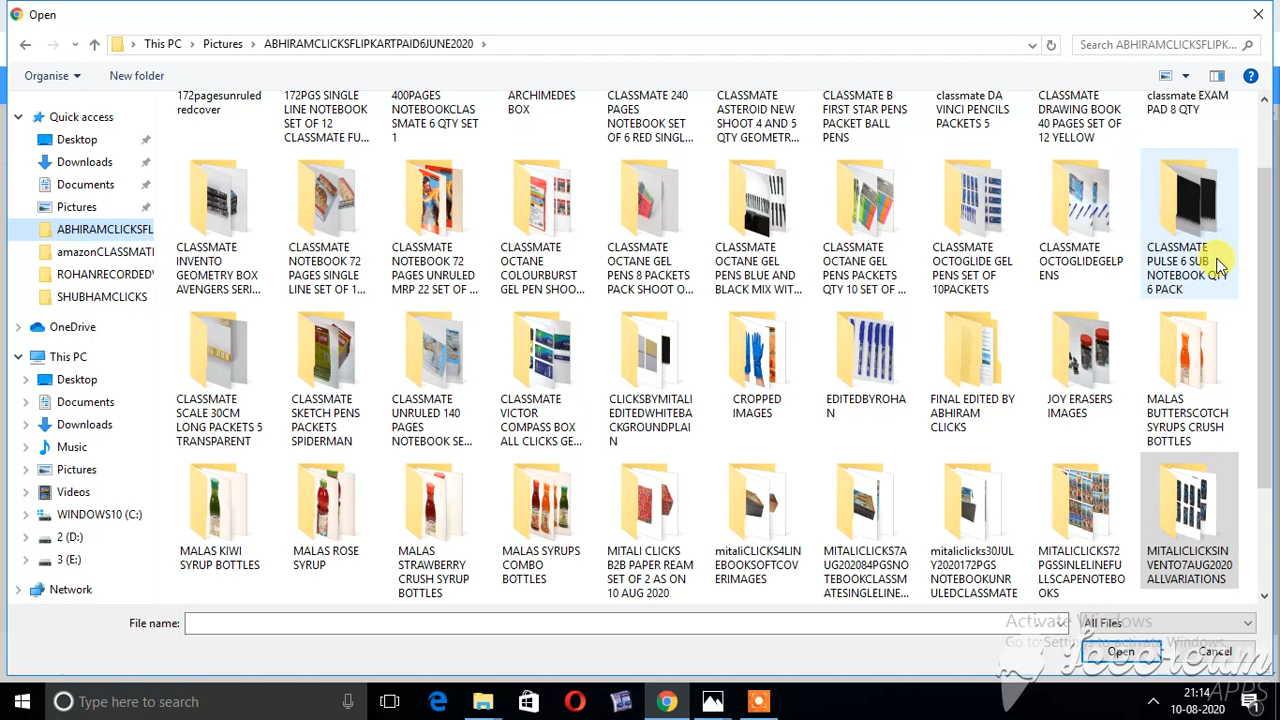 Open
This PC > Pictures > ABHIRAMCLICKSFLIPKARTPAID6JUNE2020 >
Search ABHIRAMCLICKSFLIPK...
Organise
New folder
172pagesunruled
redcover
172PGS SINGLE
LINE NOTEBOOK
SET OF 12
CLASSMATE FU...
400PAGES
NOTEBOOKCLAS
SMATE 6 QTY SET
1
ARCHIMEDES
BOX
CLASSMATE 240
PAGES
NOTEBOOK SET
OF 6 RED SINGL...
CLASSMATE
ASTEROID NEW
SHOOT 4 AND 5
QTY GEOMETR...
CLASSMATE B
FIRST STAR PENS
PACKET BALL
PENS
classmate DA
VINCI PENCILS
PACKETS 5
CLASSMATE
DRAWING BOOK
40 PAGES SET OF
12 YELLOW
classmate EXAM
PAD 8 QTY
Quick access
Desktop
Downloads
Documents
Pictures
ABHIRAMCLICKSFL
amazonCLASSMATI
ROHANRECORDED
SHUBHAMCLICKS
OneDrive
This PC
Desktop
Documents
Downloads
Music
Pictures
Videos
WINDOWS10 (C:)
2 (D:)
3 (E:)
Network
CLASSMATE
INVENTO
GEOMETRY BOX
AVENGERS SERI...
CLASSMATE
NOTEBOOK 72
PAGES SINGLE
LINE SET OF 1...
CLASSMATE
NOTEBOOK 72
PAGES UNRULED
MRP 22 SET OF ...
CLASSMATE
OCTANE
COLOURBURST
GEL PEN SHOO...
CLASSMATE
OCTANE GEL
PENS 8 PACKETS
PACK SHOOT O...
CLASSMATE
OCTANE GEL
PENS BLUE AND
BLACK MIX WIT...
CLASSMATE
OCTANE GEL
PENS PACKETS
QTY 10 SET OF ...
CLASSMATE
OCTOGLIDE GEL
PENS SET OF
10PACKETS
CLASSMATE
OCTOGLIDEGELP
ENS
CLASSMATE
PULSE 6 SUB
NOTEBOOK QTY
6 PACK
CLASSMATE
SCALE 30CM
LONG PACKETS 5
TRANSPARENT
CLASSMATE
SKETCH PENS
PACKETS
SPIDERMAN
CLASSMATE
UNRULED 140
PAGES
NOTEBOOK SE...
CLASSMATE
VICTOR
COMPASS BOX
ALL CLICKS GE...
CLICKSBYMITALI
EDITEDWHITEBA
CKGROUNDPLAI
N
CROPPED
IMAGES
EDITEDBYROHA
N
FINAL EDITED BY
ABHIRAM
CLICKS
JOY ERASERS
IMAGES
MALAS
BUTTERSCOTCH
SYRUPS CRUSH
BOTTLES
MALAS KIWI
SYRUP BOTTLES
MALAS ROSE
SYRUP
MALAS
STRAWBERRY
CRUSH SYRUP
BOTTLES
MALAS SYRUPS
COMBO
BOTTLES
MITALI CLICKS
B2B PAPER REAM
SET OF 2 AS ON
10 AUG 2020
mitaliCLICKS4LIN
EBOOKSOFTCOV
ERIMAGES
MITALICLICKS7A
UG202084PGSNO
TEBOOKCLASSM
ATESINGLELINE...
mitaliclicks30JUL
Y2020172PGS
NOTEBOOKUNR
ULEDCLASSMATE
MITALICLICKS72
PGSSINLELINEFU
LLSCAPENOTEBO
OKS
MITALICLICKSIN
VENTO7AUG2020
ALLVARIATIONS
File name:
All Files
Activate Windows
Go to Settings to activate Windows.
Open
Cancel
APPS
Type here to search
21:14
10-08-2020
1